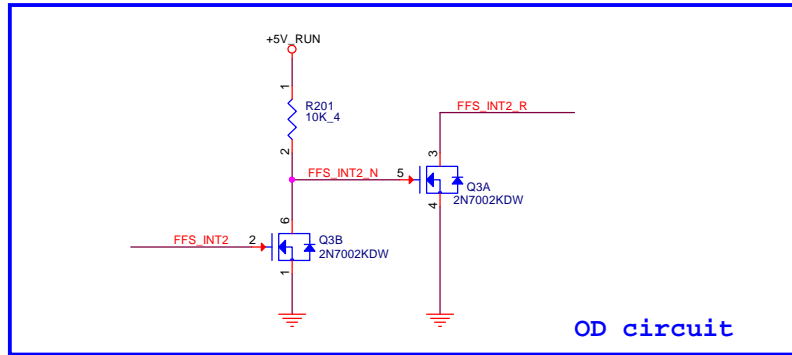 +5V_RUN
1
R201
10K_4
2
FFS_INT2_R
3
FFS_INT2_N
5
Q3A
2N7002KDW
4
6
FFS_INT2
2
Q3B
2N7002KDW
1
OD circuit